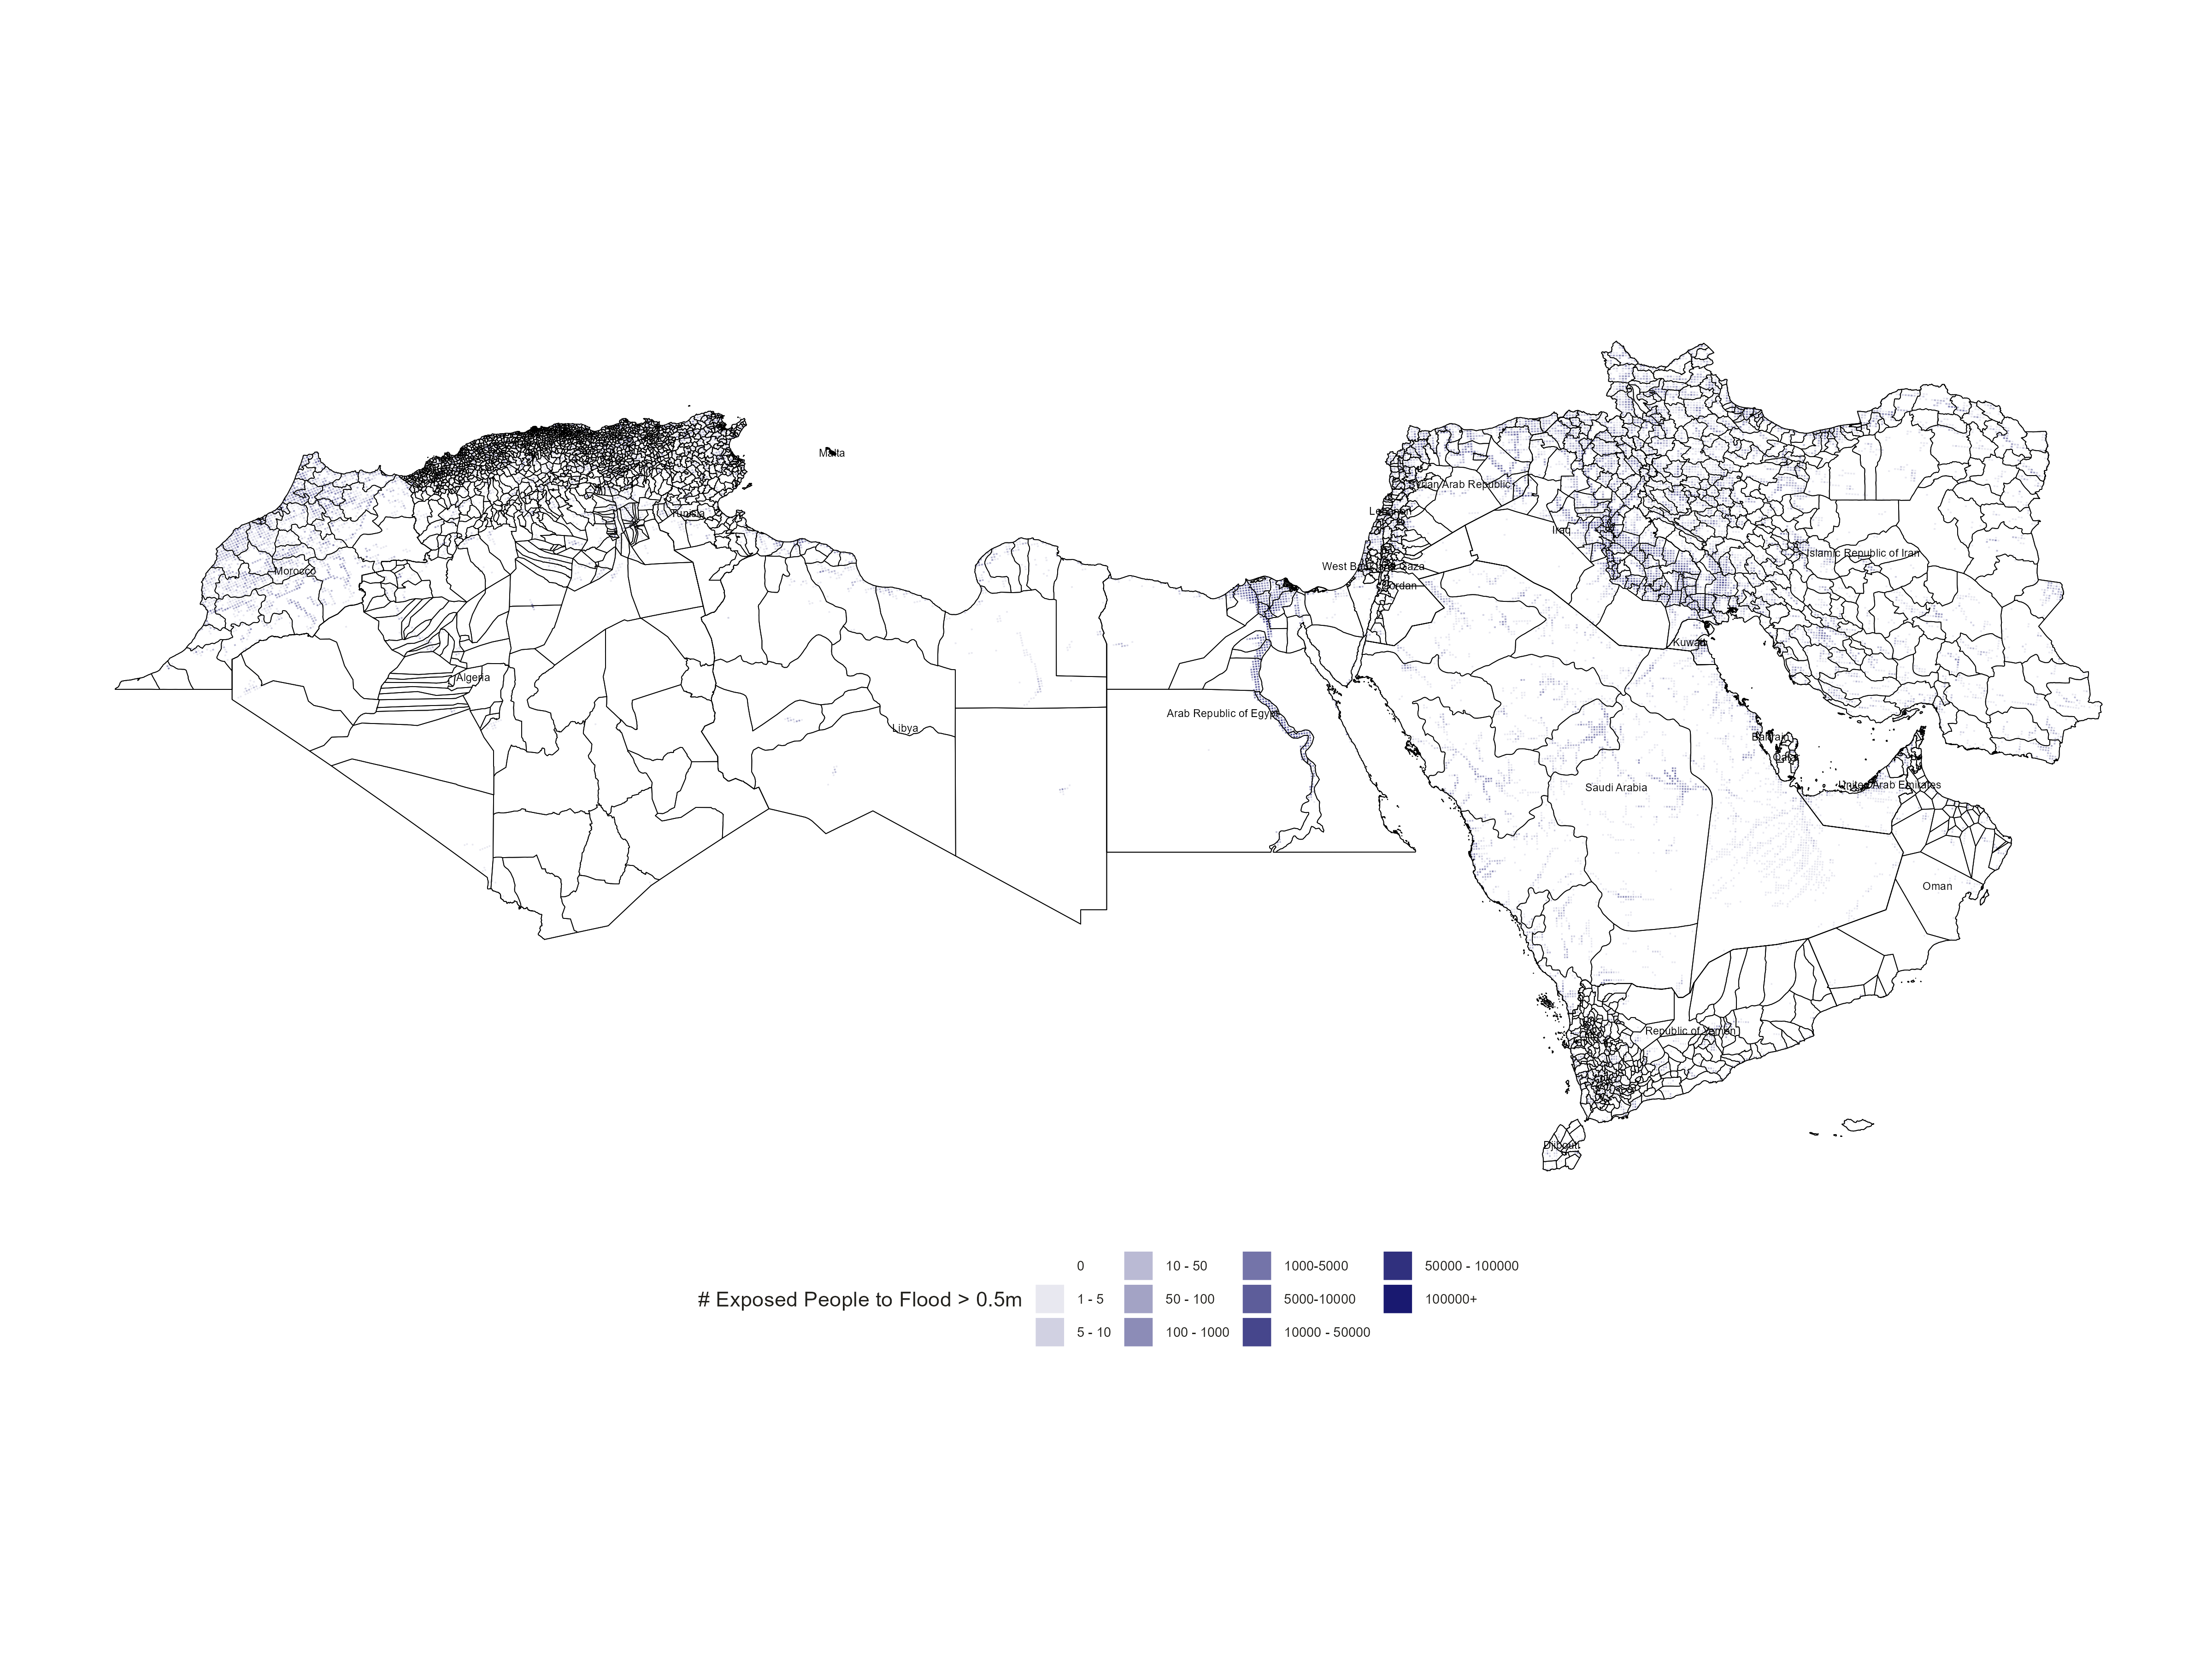 Malta
Syrian Arab Republic
Lebanon
Tunisia
Iraq
Islamic Republic of Iran
West Bank and Gaza
Morocco
Jordan
Kuwait
Algeria
Arab Republic of Egypt
Libya
Bahrain
Qatar
Saudi Arabia
United Arab Emirates
Oman
Republic of Yemen
Djibouti
# Exposed People to Flood > 0.5m
0
1 - 5
5 - 10
10 - 50
50 - 100
100 - 1000
1000-5000
5000-10000
10000 - 50000
50000 - 100000
100000+